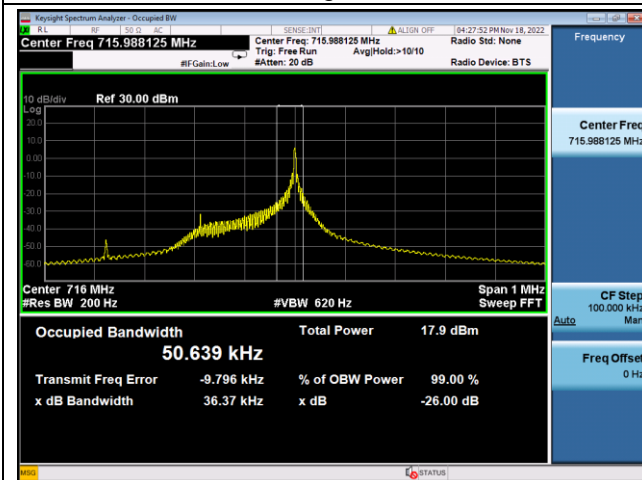 Keysight Spectrum Analyzer - Occupied BW
RL RF 50 Ω AC SENSE:INT ALIGN OFF 04:27:52 PM Nov 18, 2022
Center Freq 715.988125 MHz
Center Freq: 715.988125 MHz Radio Std: None
Trig: Free Run Avg|Hold:>10/10
#IFGain:Low #Atten: 20 dB Radio Device: BTS
Frequency
10 dB/div Ref 30.00 dBm
Log
20.0
10.0
0.00
-10.0
-20.0
-30.0
-40.0
-50.0
-60.0
Center 716 MHz Span 1 MHz
#Res BW 200 Hz #VBW 620 Hz Sweep FFT
Occupied Bandwidth Total Power 17.9 dBm
50.639 kHz
Transmit Freq Error -9.796 kHz % of OBW Power 99.00 %
x dB Bandwidth 36.37 kHz x dB -26.00 dB
Center Freq
715.988125 MHz
CF Step
100.000 kHz
Auto Man
Freq Offset
0 Hz
MSG STATUS